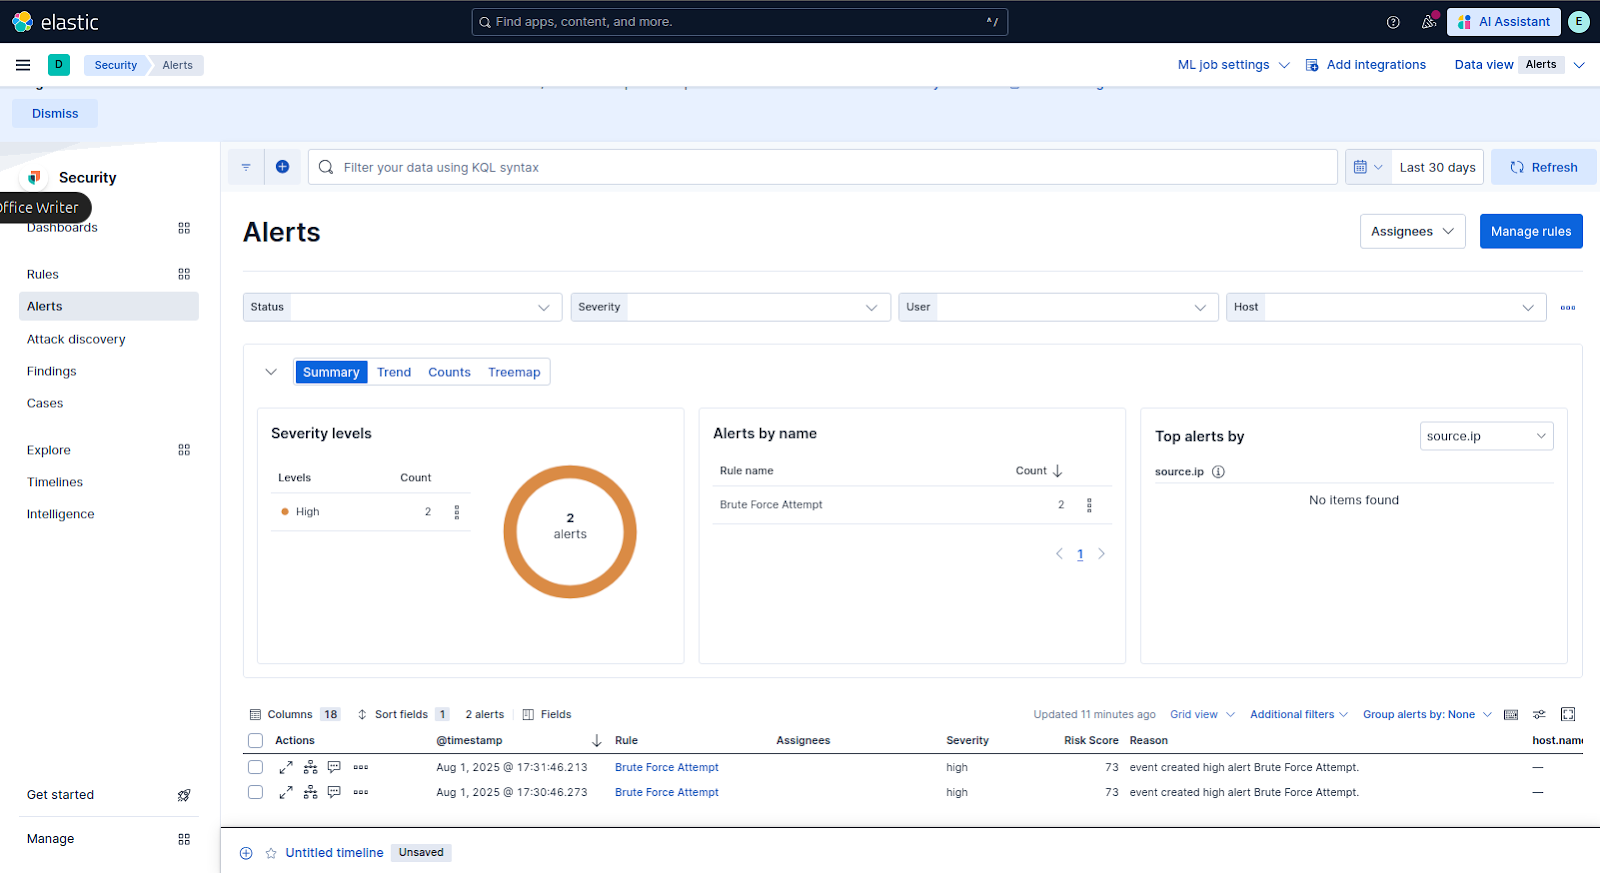 elastic
Find apps, content, and more.
^/
AI Assistant
E
D
Security
Alerts
ML job settings
Add integrations
Data view
Alerts
Dismiss
Security
Office Writer
Dashboards
Rules
Alerts
Attack discovery
Findings
Cases
Explore
Timelines
Intelligence
Get started
Manage
Filter your data using KQL syntax
Last 30 days
Refresh
Alerts
Assignees
Manage rules
Status
Severity
User
Host
Summary
Trend
Counts
Treemap
Severity levels
Levels Count
High 2
2
alerts
Alerts by name
Rule name Count
Brute Force Attempt 2
1
Top alerts by
source.ip
source.ip
No items found
Columns 18 Sort fields 1 2 alerts Fields
Updated 11 minutes ago Grid view Additional filters Group alerts by: None
Actions @timestamp Rule Assignees Severity Risk Score Reason host.name
Aug 1, 2025 @ 17:31:46.213 Brute Force Attempt high 73 event created high alert Brute Force Attempt. —
Aug 1, 2025 @ 17:30:46.273 Brute Force Attempt high 73 event created high alert Brute Force Attempt. —
Untitled timeline Unsaved